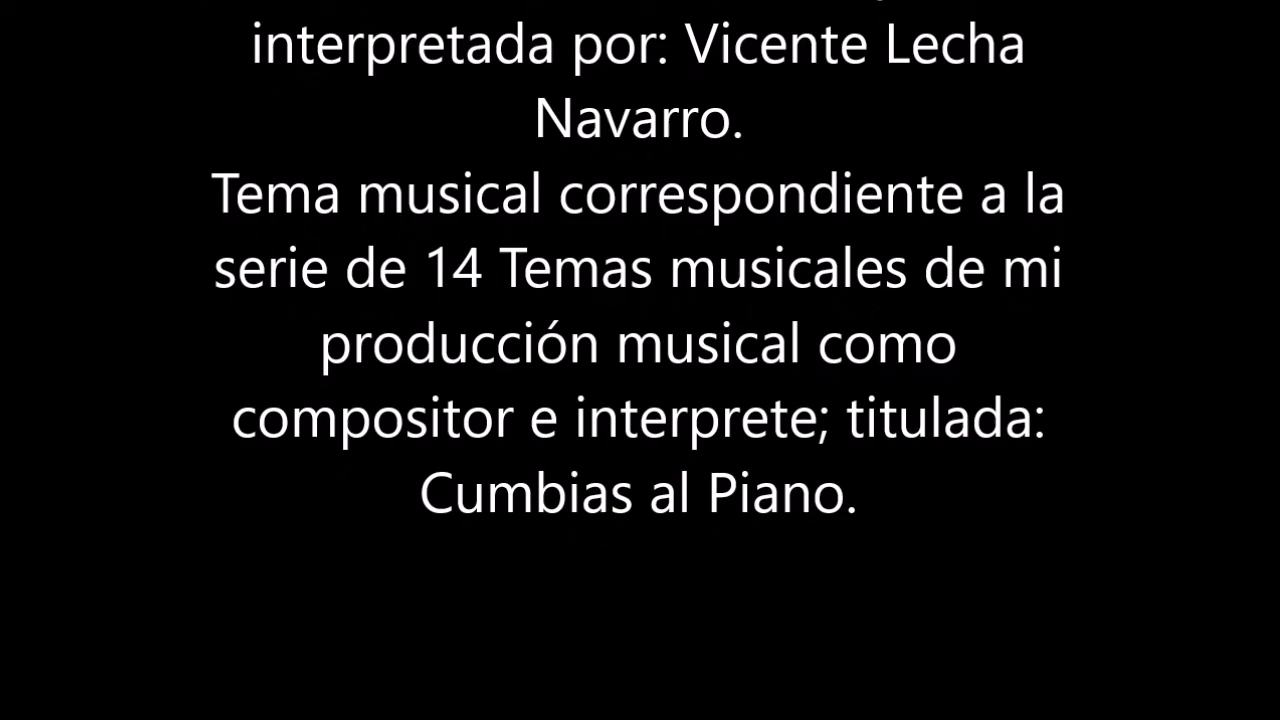 interpretada por: Vicente Lecha
Navarro.
Tema musical correspondiente a la
serie de 14 Temas musicales de mi
producción musical como
compositor e interprete; titulada:
Cumbias al Piano.